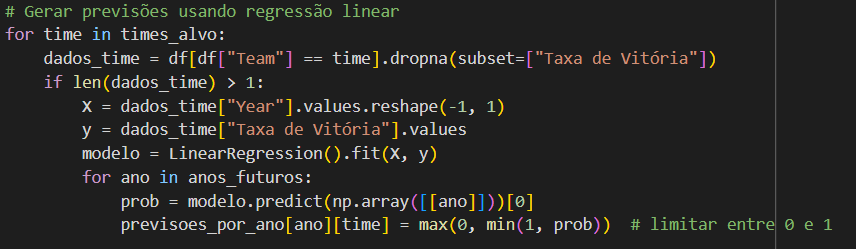 # Gerar previsões usando regressão linear
for time in times_alvo:
    dados_time = df[df["Team"] == time].dropna(subset=["Taxa de Vitória"])
    if len(dados_time) > 1:
        X = dados_time["Year"].values.reshape(-1, 1)
        y = dados_time["Taxa de Vitória"].values
        modelo = LinearRegression().fit(X, y)
        for ano in anos_futuros:
            prob = modelo.predict(np.array([[ano]]))[0]
            previsoes_por_ano[ano][time] = max(0, min(1, prob))  # limitar entre 0 e 1